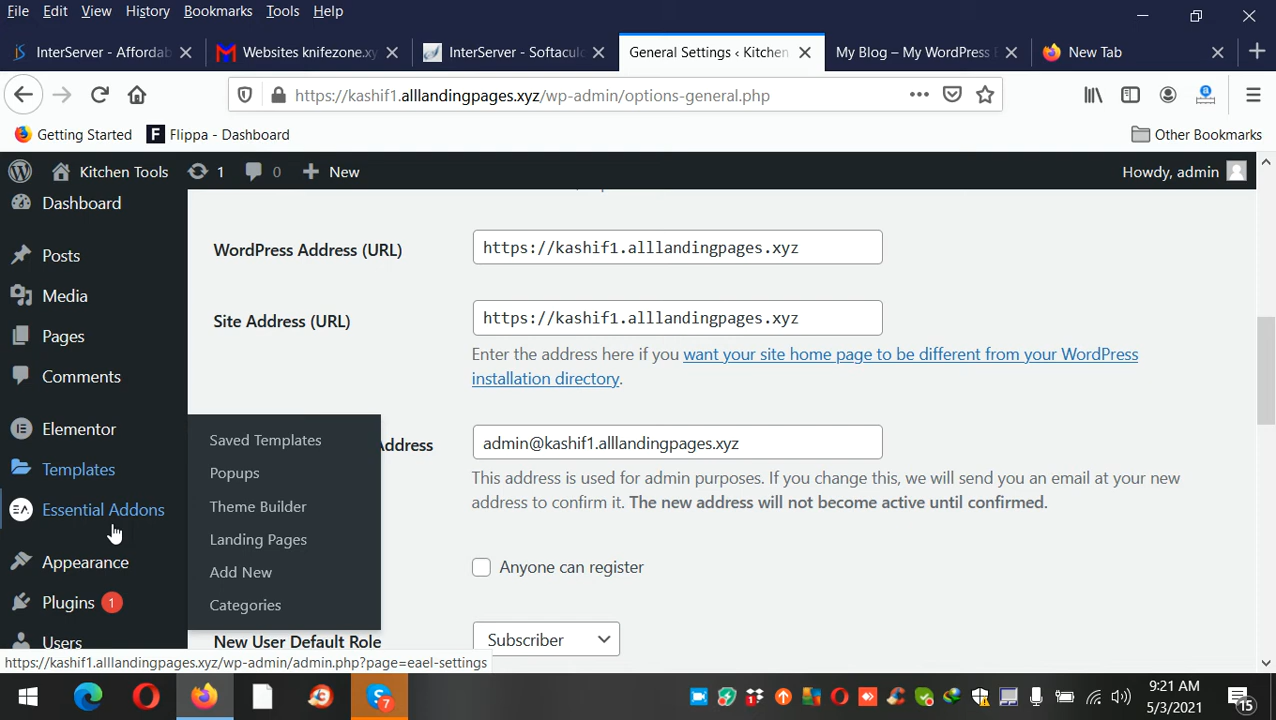 File Edit View History Bookmarks Tools Help
InterServer - Affordab
Websites knifezone.xy
InterServer - Softaculo
General Settings ‹ Kitchen
My Blog – My WordPress
New Tab
https://kashif1.alllandingpages.xyz/wp-admin/options-general.php
Getting Started
F Flippa - Dashboard
Other Bookmarks
Kitchen Tools
1
0
New
Howdy, admin
Dashboard
Posts
Media
Pages
Comments
Elementor
Templates
Essential Addons
Appearance
Plugins 1
Users
Saved Templates
Popups
Theme Builder
Landing Pages
Add New
Categories
WordPress Address (URL)
https://kashif1.alllandingpages.xyz
Site Address (URL)
https://kashif1.alllandingpages.xyz
Enter the address here if you want your site home page to be different from your WordPress
installation directory.
Address
admin@kashif1.alllandingpages.xyz
This address is used for admin purposes. If you change this, we will send you an email at your new
address to confirm it. The new address will not become active until confirmed.
Anyone can register
New User Default Role
Subscriber
https://kashif1.alllandingpages.xyz/wp-admin/admin.php?page=eael-settings
7
9:21 AM
5/3/2021
15